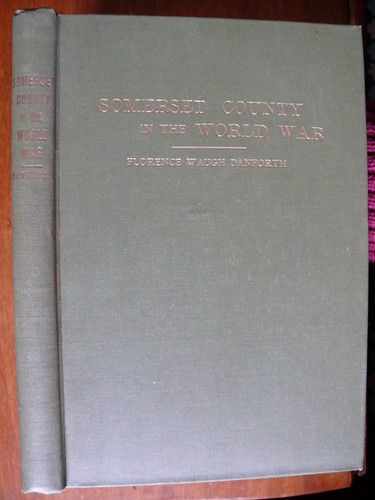 SOMERSET COUNTY
IN THE WORLD WAR
FLORENCE WAUGH DANFORTH
SOMERSET
COUNTY
IN THE
WORLD
WAR
DANFORTH